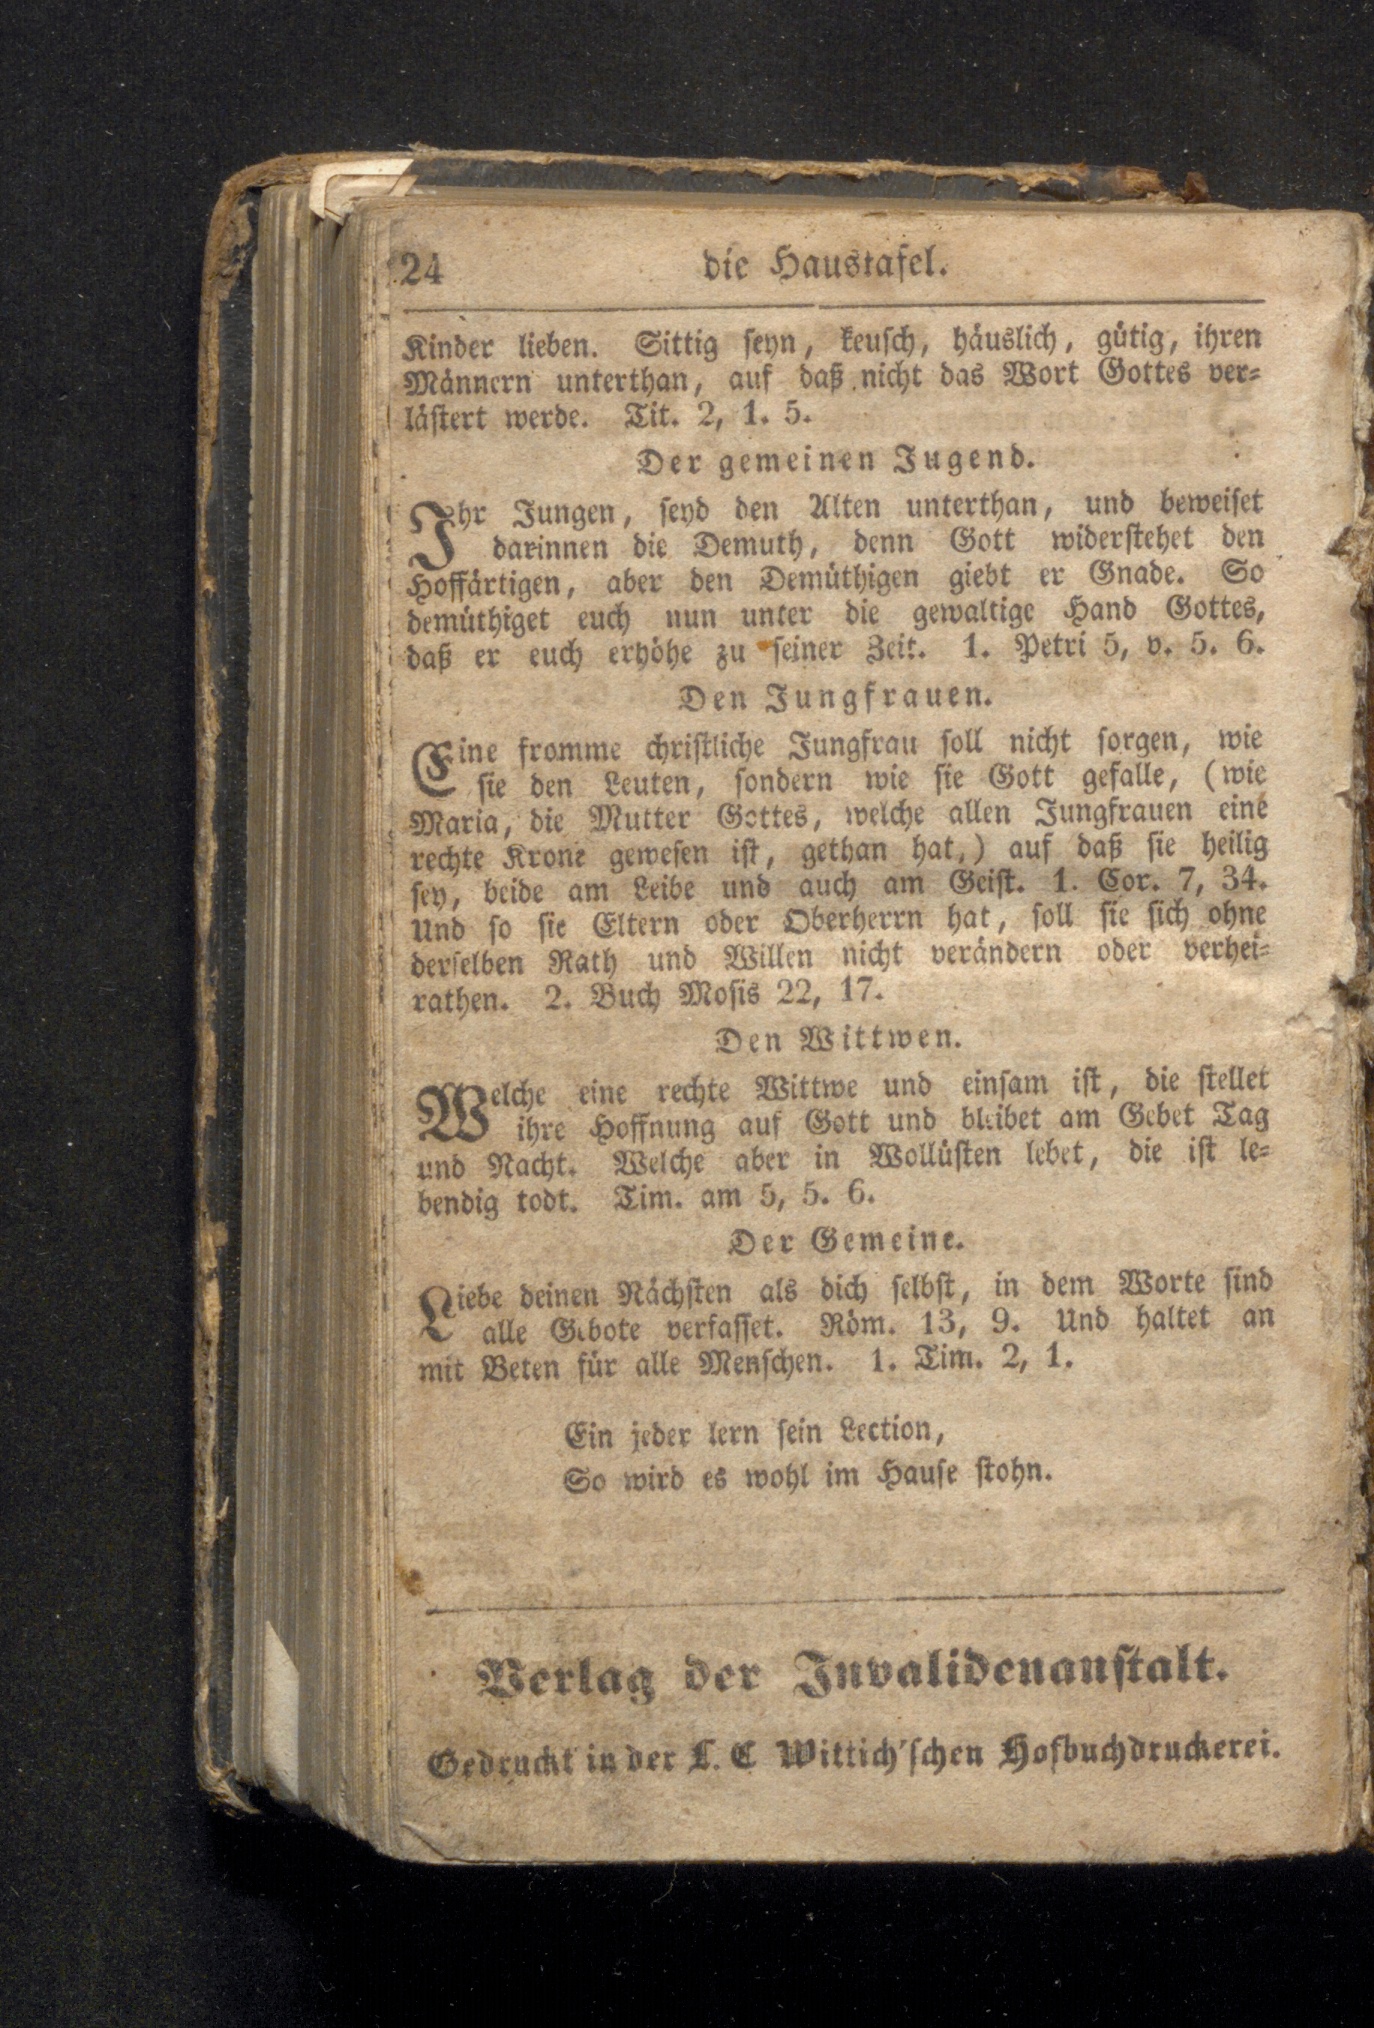 24 die Haustafel.
Kinder lieben. Sittig seyn, keusch, häuslich, gütig, ihren
Männern unterthan, auf daß nicht das Wort Gottes ver-
lästert werde. Tit. 2, 1. 5.
Der gemeinen Jugend.
Ihr Jungen, seyd den Alten unterthan, und beweiset
darinnen die Demuth, denn Gott widerstehet den
Hoffärtigen, aber den Demüthigen giebt er Gnade. So
demüthiget euch nun unter die gewaltige Hand Gottes,
daß er euch erhöhe zu seiner Zeit. 1. Petri 5, v. 5. 6.
Den Jungfrauen.
Eine fromme christliche Jungfrau soll nicht sorgen, wie
sie den Leuten, sondern wie sie Gott gefalle, (wie
Maria, die Mutter Gottes, welche allen Jungfrauen eine
rechte Krone gewesen ist, gethan hat,) auf daß sie heilig
sey, beide am Leibe und auch am Geist. 1. Cor. 7, 34.
Und so sie Eltern oder Oberherrn hat, soll sie sich ohne
derselben Rath und Willen nicht verändern oder verhei-
rathen. 2. Buch Mosis 22, 17.
Den Wittwen.
Welche eine rechte Wittwe und einsam ist, die stellet
ihre Hoffnung auf Gott und bleibet am Gebet Tag
und Nacht. Welche aber in Wollüsten lebet, die ist le-
bendig todt. Tim. am 5, 5. 6.
Der Gemeine.
Liebe deinen Nächsten als dich selbst, in dem Worte sind
alle Gebote verfasset. Röm. 13, 9. Und haltet an
mit Beten für alle Menschen. 1. Tim. 2, 1.
Ein jeder lern sein Lection,
So wird es wohl im Hause stohn.
Verlag der Invalidenanstalt.
Gedruckt in der L. C Wittich'schen Hofbuchdruckerei.